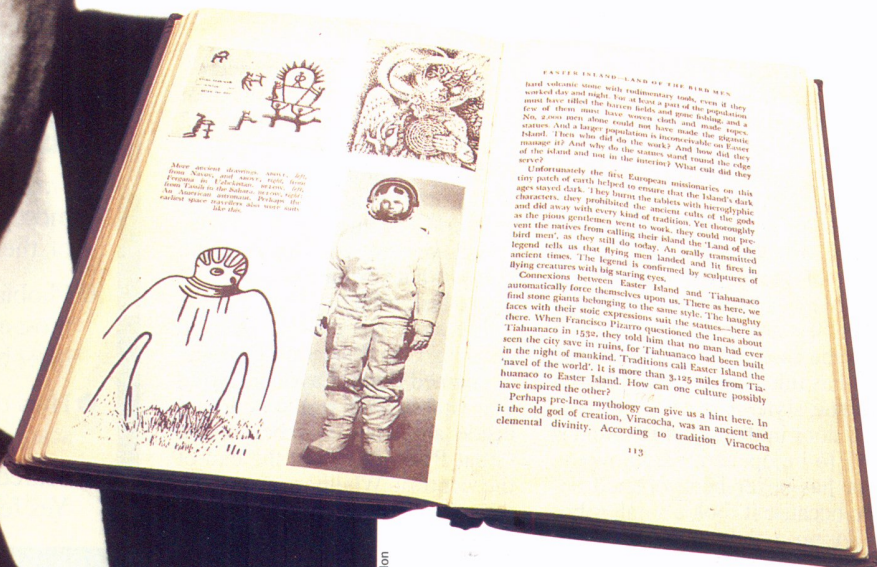 More ancient drawings. ABOVE, left,
from Navoy, and ABOVE, right, from
Fergana in Uzbekistan. BELOW, left,
from Tassili in the Sahara. BELOW, right:
An American astronaut. Perhaps the
earliest space travellers also wore suits
like this.
EASTER ISLAND—LAND OF THE BIRD MEN
hard volcanic stone with rudimentary tools, even if they
worked day and night. For at least a part of the population
must have tilled the barren fields and gone fishing, and a
few of them must have woven cloth and made ropes.
No, 2,000 men alone could not have made the gigantic
statues. And a larger population is inconceivable on Easter
Island. Then who did do the work? And how did they
manage it? And why do the statues stand round the edge
of the island and not in the interior? What cult did they
serve?
Unfortunately the first European missionaries on this
tiny patch of earth helped to ensure that the Island's dark
ages stayed dark. They burnt the tablets with hieroglyphic
characters, they prohibited the ancient cults of the gods
and did away with every kind of tradition. Yet thoroughly
as the pious gentlemen went to work, they could not pre-
vent the natives from calling their island the 'Land of the
bird men', as they still do today. An orally transmitted
legend tells us that flying men landed and lit fires in
ancient times. The legend is confirmed by sculptures of
flying creatures with big staring eyes.
Connexions between Easter Island and Tiahuanaco
automatically force themselves upon us. There as here, we
find stone giants belonging to the same style. The haughty
faces with their stoic expressions suit the statues—here as
there. When Francisco Pizarro questioned the Incas about
Tiahuanaco in 1532, they told him that no man had ever
seen the city save in ruins, for Tiahuanaco had been built
in the night of mankind. Traditions call Easter Island the
'navel of the world'. It is more than 3,125 miles from Tia-
huanaco to Easter Island. How can one culture possibly
have inspired the other?
Perhaps pre-Inca mythology can give us a hint here. In
it the old god of creation, Viracocha, was an ancient and
elemental divinity. According to tradition Viracocha
113